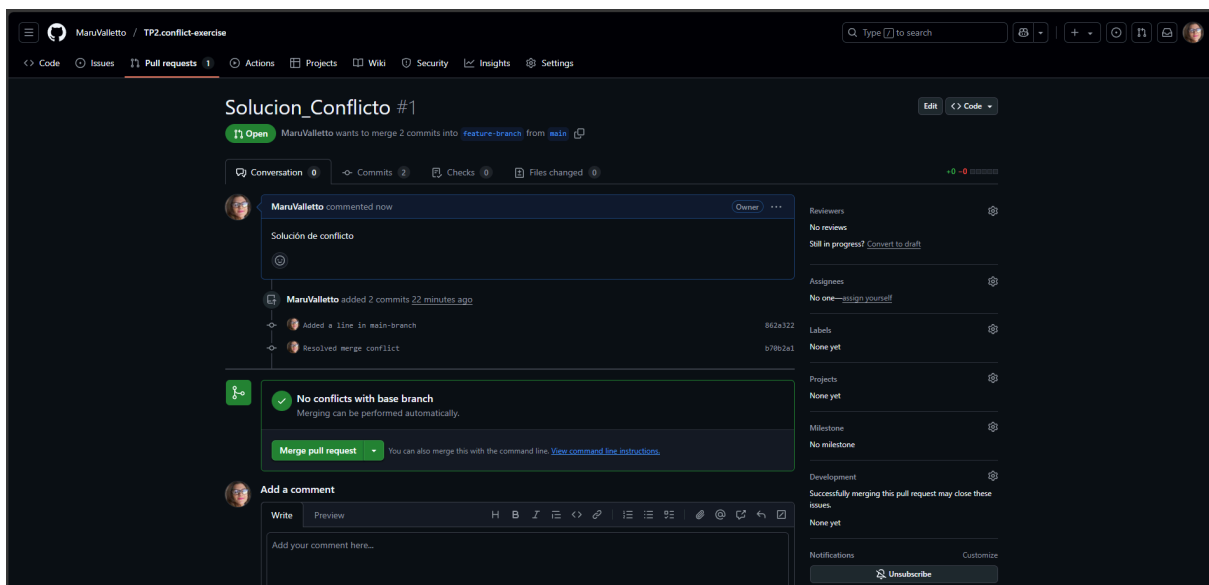 MaruValletto / TP2.conflict-exercise
Type / to search
Code Issues Pull requests 1 Actions Projects Wiki Security Insights Settings
Solucion_Conflicto #1
Edit <> Code
Open MaruValletto wants to merge 2 commits into feature-branch from main
Conversation 0 Commits 2 Checks 0 Files changed 0
+0 -0
MaruValletto commented now
Owner ...
Solución de conflicto
MaruValletto added 2 commits 22 minutes ago
Added a line in main-branch 862a322
Resolved merge conflict b70b2a1
No conflicts with base branch
Merging can be performed automatically.
Merge pull request You can also merge this with the command line. View command line instructions.
Add a comment
Write Preview
H B I
Add your comment here...
Reviewers
No reviews
Still in progress? Convert to draft
Assignees
No one—assign yourself
Labels
None yet
Projects
None yet
Milestone
No milestone
Development
Successfully merging this pull request may close these
issues.
None yet
Notifications Customize
Unsubscribe